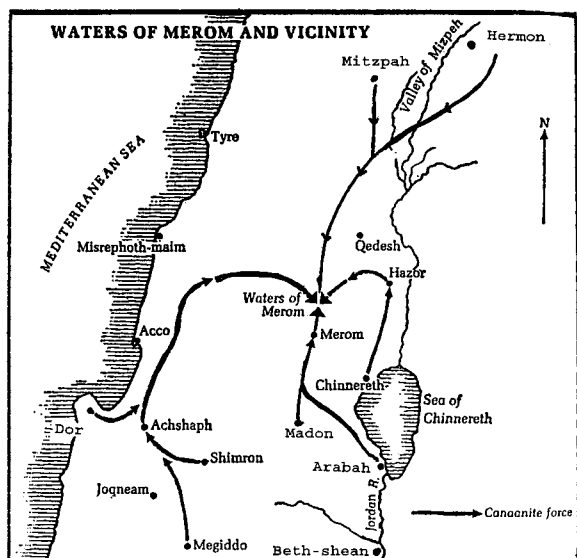 WATERS OF MEROM AND VICINITY
Hermon
Mitzpah
Valley of Mizpeh
Tyre
N
MEDITERRANEAN SEA
Misrephoth-maim
Qedesh
Hazor
Waters of
Merom
Acco
Merom
Chinnereth
Sea of
Chinnereth
Dor
Achshaph
Madon
Shimron
Arabah
Joqneam
Jordan R.
Canaanite force
Megiddo
Beth-shean